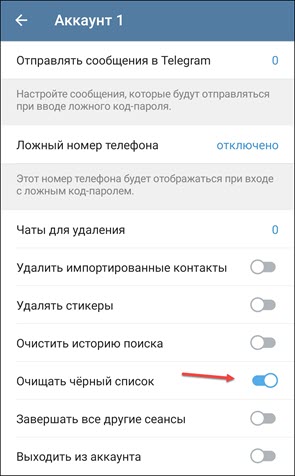 Аккаунт 1
Отправлять сообщения в Telegram 0
Настройте сообщения, которые будут отправляться
при вводе ложного код-пароля.
Ложный номер телефона отключено
Этот номер телефона будет отображаться при входе
с ложным код-паролем.
Чаты для удаления 0
Удалить импортированные контакты
Удалять стикеры
Очистить историю поиска
Очищать чёрный список
Завершать все другие сеансы
Выходить из аккаунта